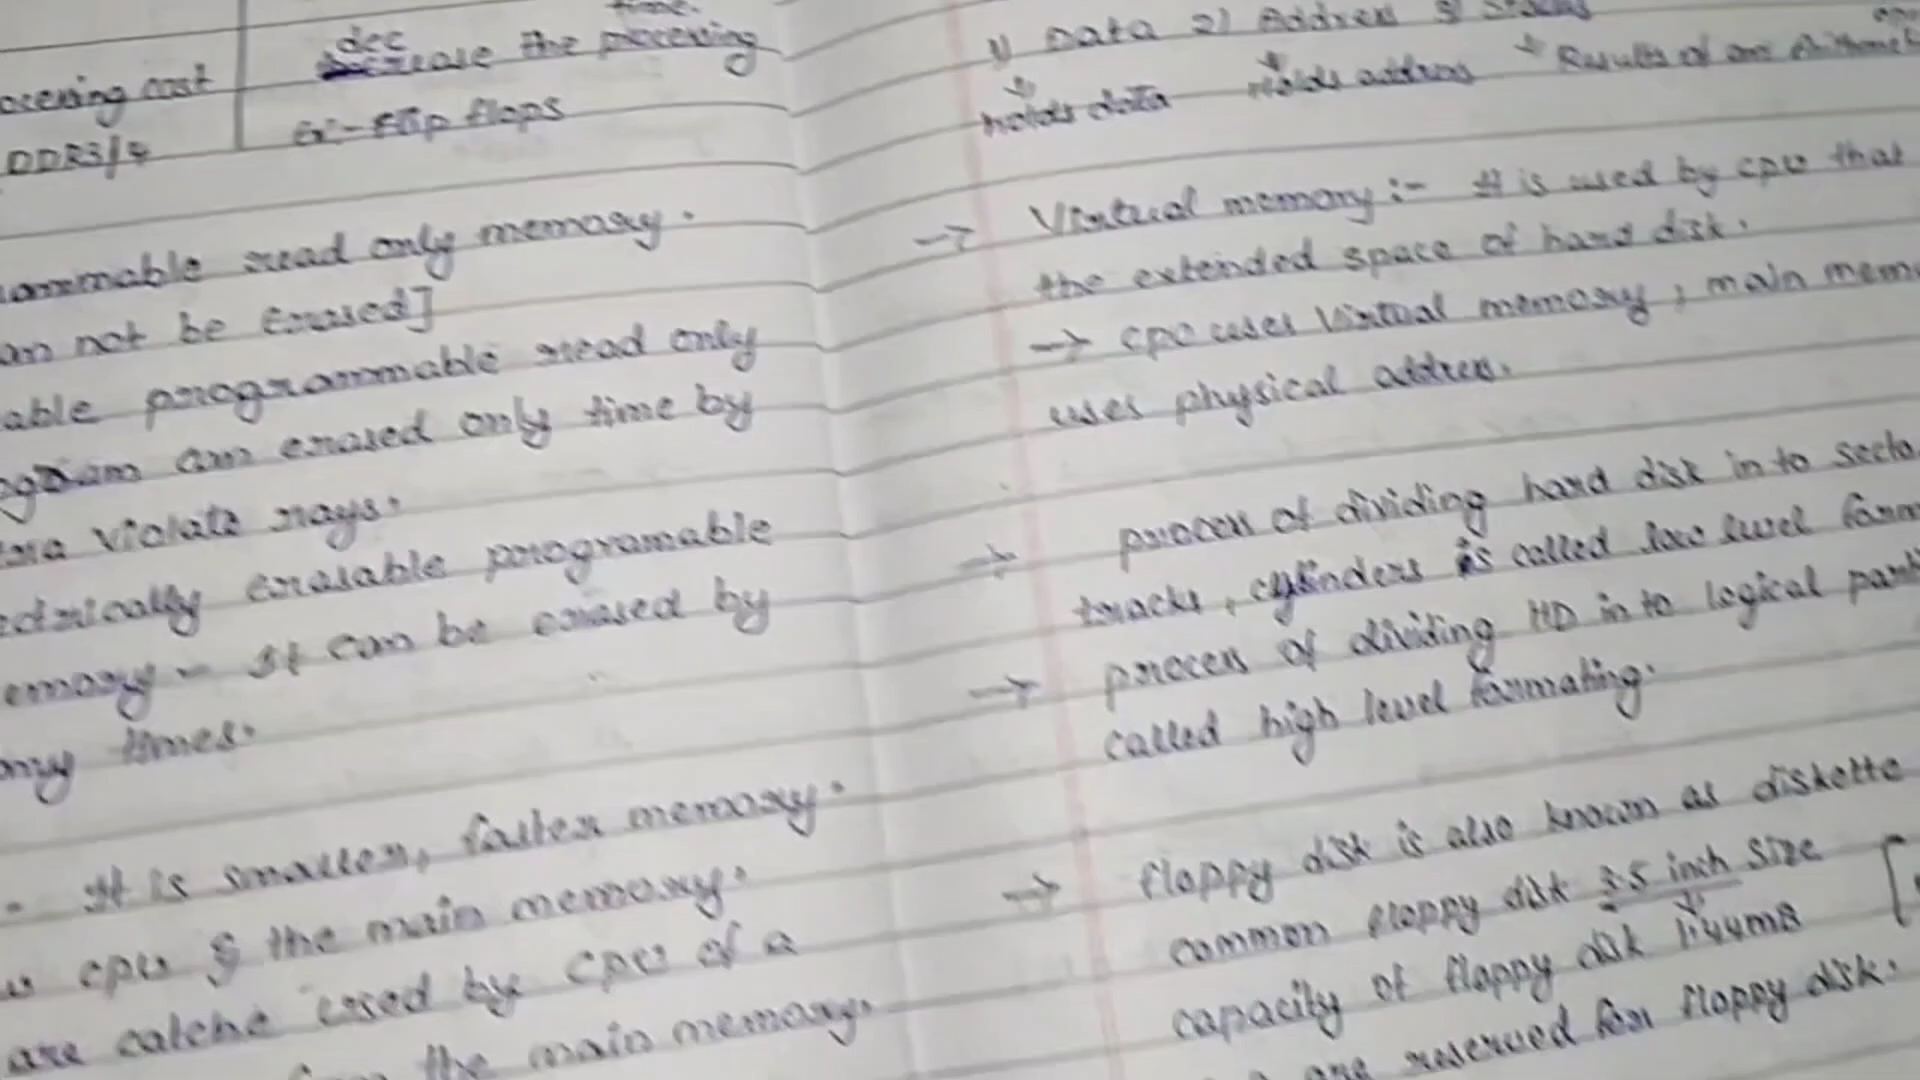 time.
decrease the processing
ocessing cost
Ex:- flip flops
DDR3/4
ammable read only memory.
an not be erased]
able programmable read only
ogram can erased only time by
tra violate rays.
ectrically erasable programable
emory - It can be erased by
any times.
- It is smaller, faster memory.
cpu & the main memory.
are calche used by cpu of a
the main memory.
1) Data 2) Address 3) Status
holds data Holds address Results of an Arithmet
→ Virtual memory :- It is used by cpu that
the extended space of hard disk.
→ cpu uses Virtual memory, main mem
uses physical address.
→ process of dividing hard disk in to secto
tracks, cylinders is called low level form
→ process of dividing HD in to logical parti
called high level formating.
→ floppy disk is also known as diskette
common floppy disk 3.5 inch size [
capacity of floppy disk 1.44MB
are reserved for floppy disk.